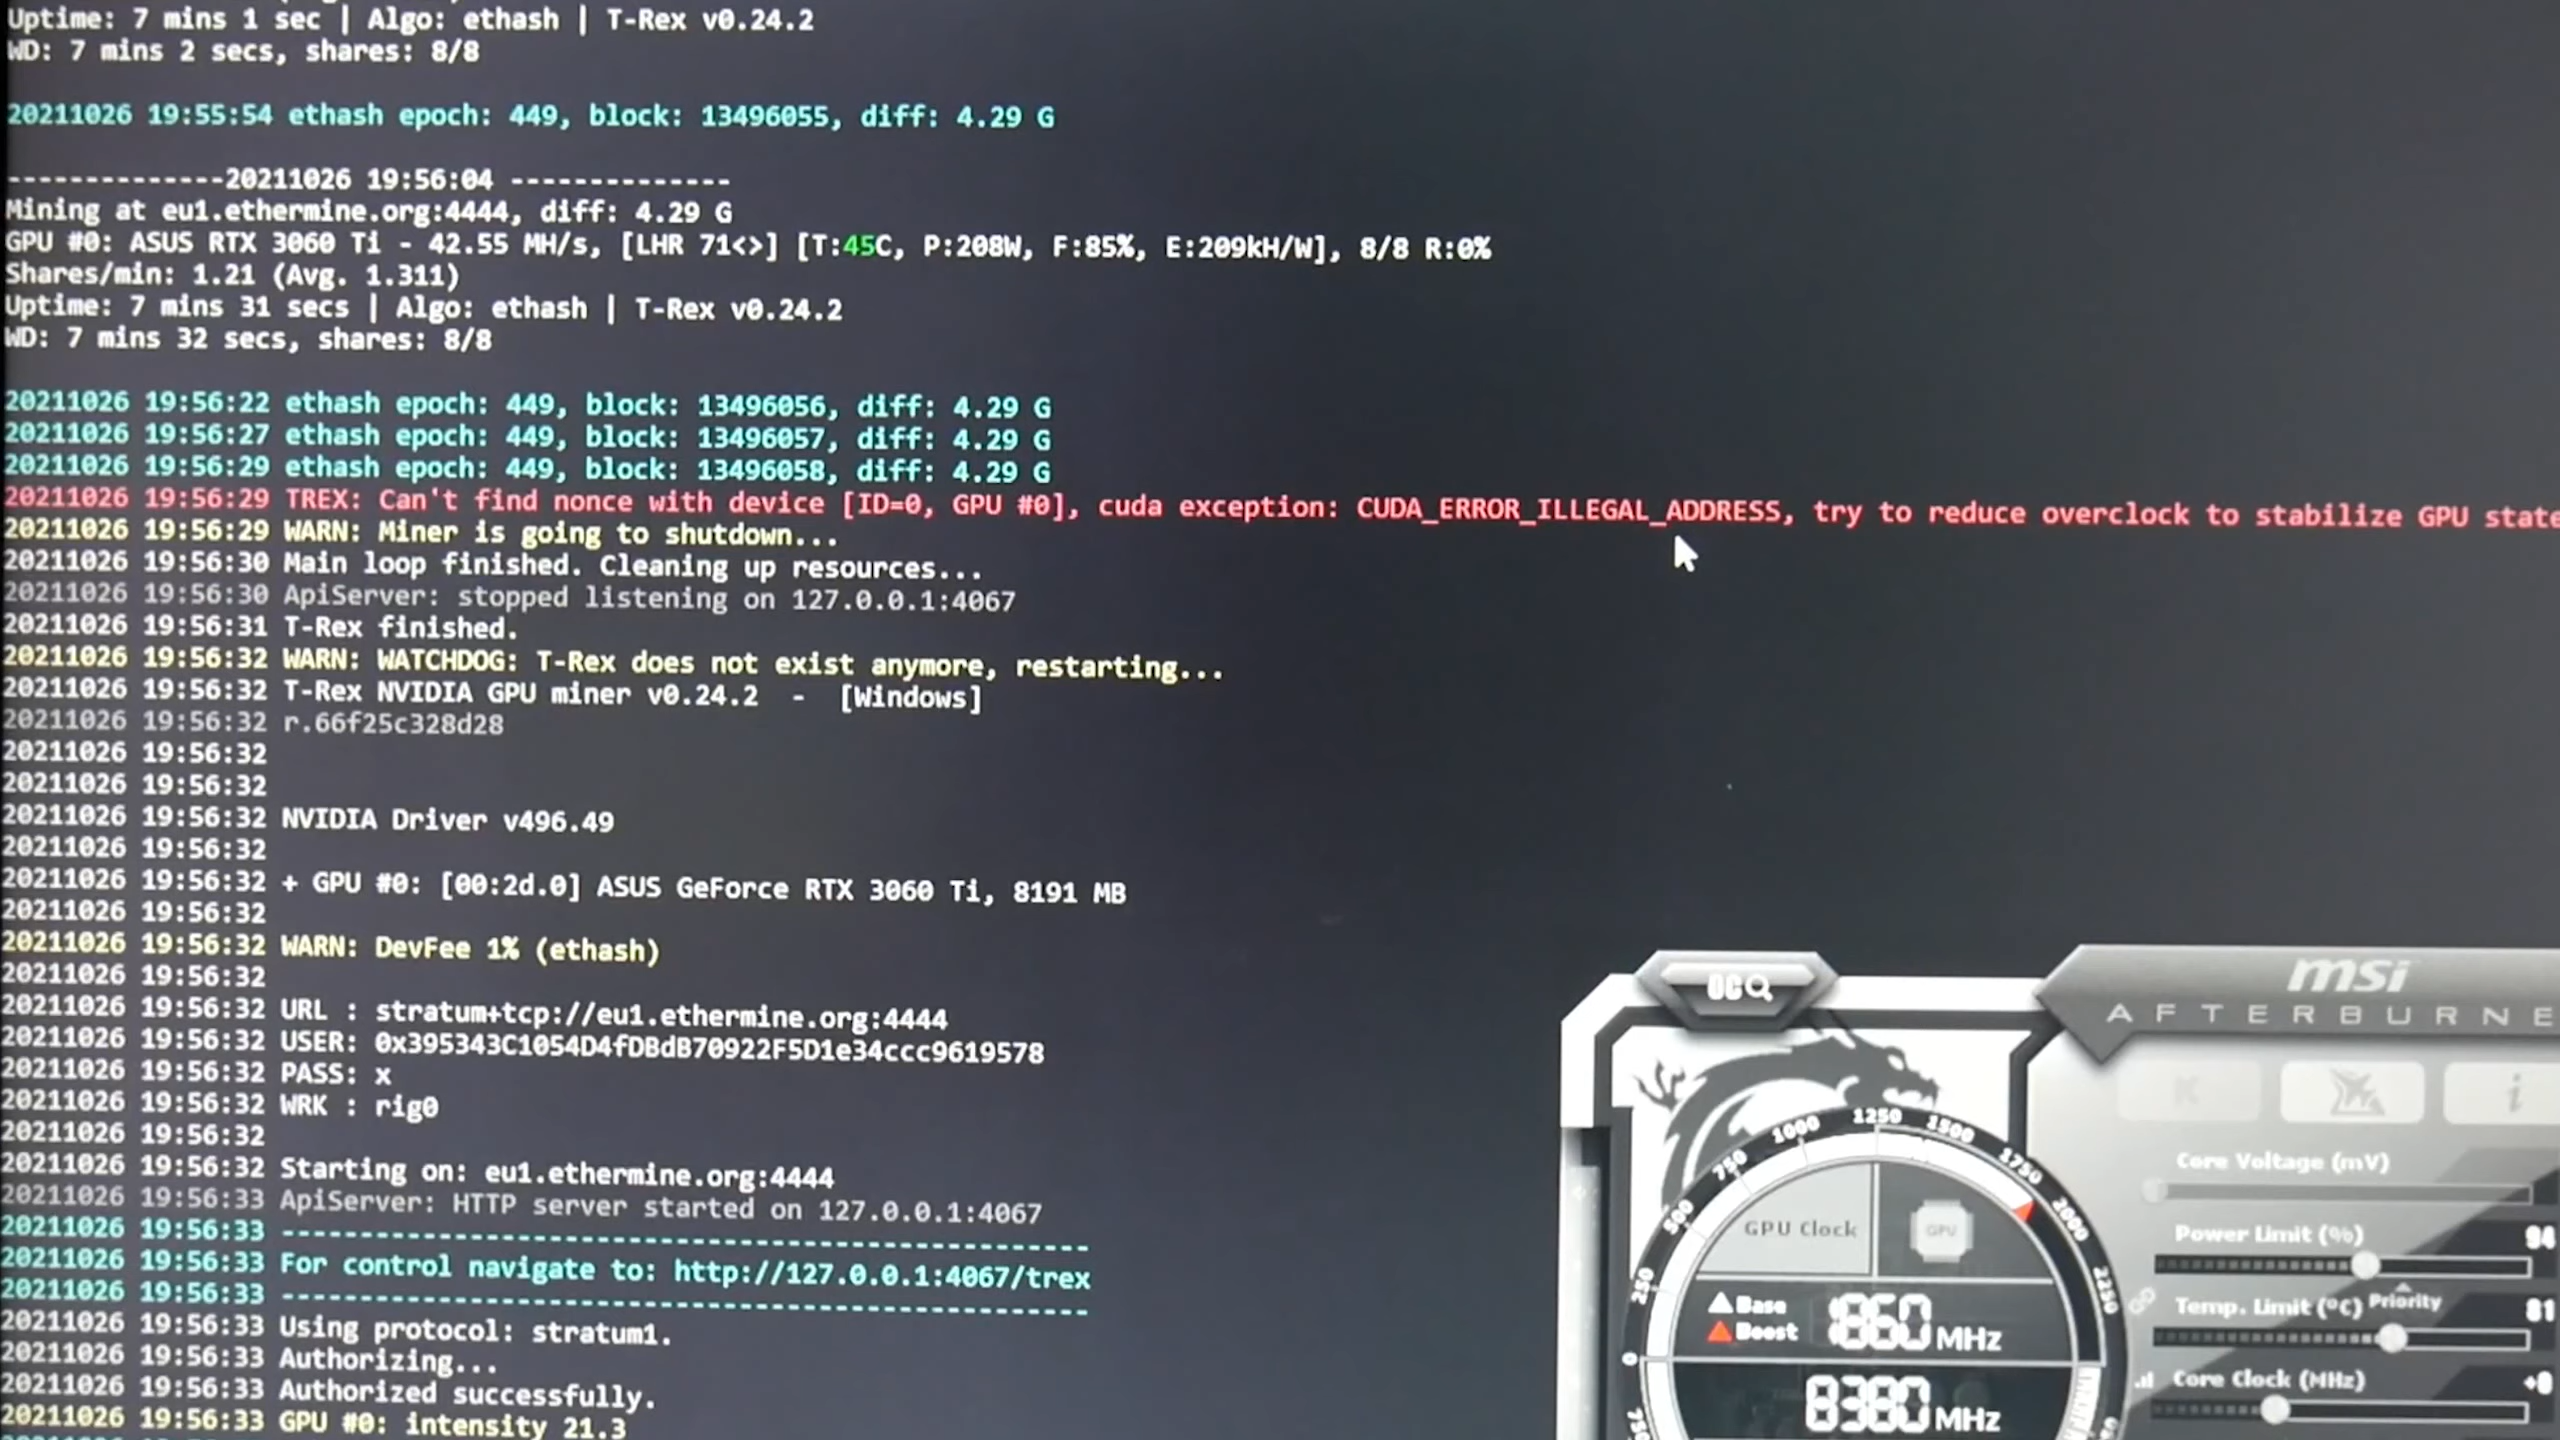 Uptime: 7 mins 1 sec | Algo: ethash | T-Rex v0.24.2
WD: 7 mins 2 secs, shares: 8/8
20211026 19:55:54 ethash epoch: 449, block: 13496055, diff: 4.29 G
--------------20211026 19:56:04 --------------
Mining at eu1.ethermine.org:4444, diff: 4.29 G
GPU #0: ASUS RTX 3060 Ti - 42.55 MH/s, [LHR 71<>] [T:45C, P:208W, F:85%, E:209kH/W], 8/8 R:0%
Shares/min: 1.21 (Avg. 1.311)
Uptime: 7 mins 31 secs | Algo: ethash | T-Rex v0.24.2
WD: 7 mins 32 secs, shares: 8/8
20211026 19:56:22 ethash epoch: 449, block: 13496056, diff: 4.29 G
20211026 19:56:27 ethash epoch: 449, block: 13496057, diff: 4.29 G
20211026 19:56:29 ethash epoch: 449, block: 13496058, diff: 4.29 G
20211026 19:56:29 TREX: Can't find nonce with device [ID=0, GPU #0], cuda exception: CUDA_ERROR_ILLEGAL_ADDRESS, try to reduce overclock to stabilize GPU state
20211026 19:56:29 WARN: Miner is going to shutdown...
20211026 19:56:30 Main loop finished. Cleaning up resources...
20211026 19:56:30 ApiServer: stopped listening on 127.0.0.1:4067
20211026 19:56:31 T-Rex finished.
20211026 19:56:32 WARN: WATCHDOG: T-Rex does not exist anymore, restarting...
20211026 19:56:32 T-Rex NVIDIA GPU miner v0.24.2 - [Windows]
20211026 19:56:32 r.66f25c328d28
20211026 19:56:32
20211026 19:56:32
20211026 19:56:32 NVIDIA Driver v496.49
20211026 19:56:32
20211026 19:56:32 + GPU #0: [00:2d.0] ASUS GeForce RTX 3060 Ti, 8191 MB
20211026 19:56:32
20211026 19:56:32 WARN: DevFee 1% (ethash)
20211026 19:56:32
20211026 19:56:32 URL : stratum+tcp://eu1.ethermine.org:4444
20211026 19:56:32 USER: 0x395343C1054D4fDBdB70922F5D1e34ccc9619578
20211026 19:56:32 PASS: x
20211026 19:56:32 WRK : rig0
20211026 19:56:32
20211026 19:56:32 Starting on: eu1.ethermine.org:4444
20211026 19:56:33 ApiServer: HTTP server started on 127.0.0.1:4067
20211026 19:56:33 ---------------------------------------------------
20211026 19:56:33 For control navigate to: http://127.0.0.1:4067/trex
20211026 19:56:33 ---------------------------------------------------
20211026 19:56:33 Using protocol: stratum1.
20211026 19:56:33 Authorizing...
20211026 19:56:33 Authorized successfully.
20211026 19:56:33 GPU #0: intensity 21.3
OC
msi
AFTERBURNE
K
i
0 250 500 750 1000 1250 1500 1750 2000 2250
GPU Clock
GPU
Base
Boost
1860 MHz
8380 MHz
Core Voltage (mV)
Power Limit (%) 94
Temp. Limit (ºC) Priority 81
Core Clock (MHz) +0